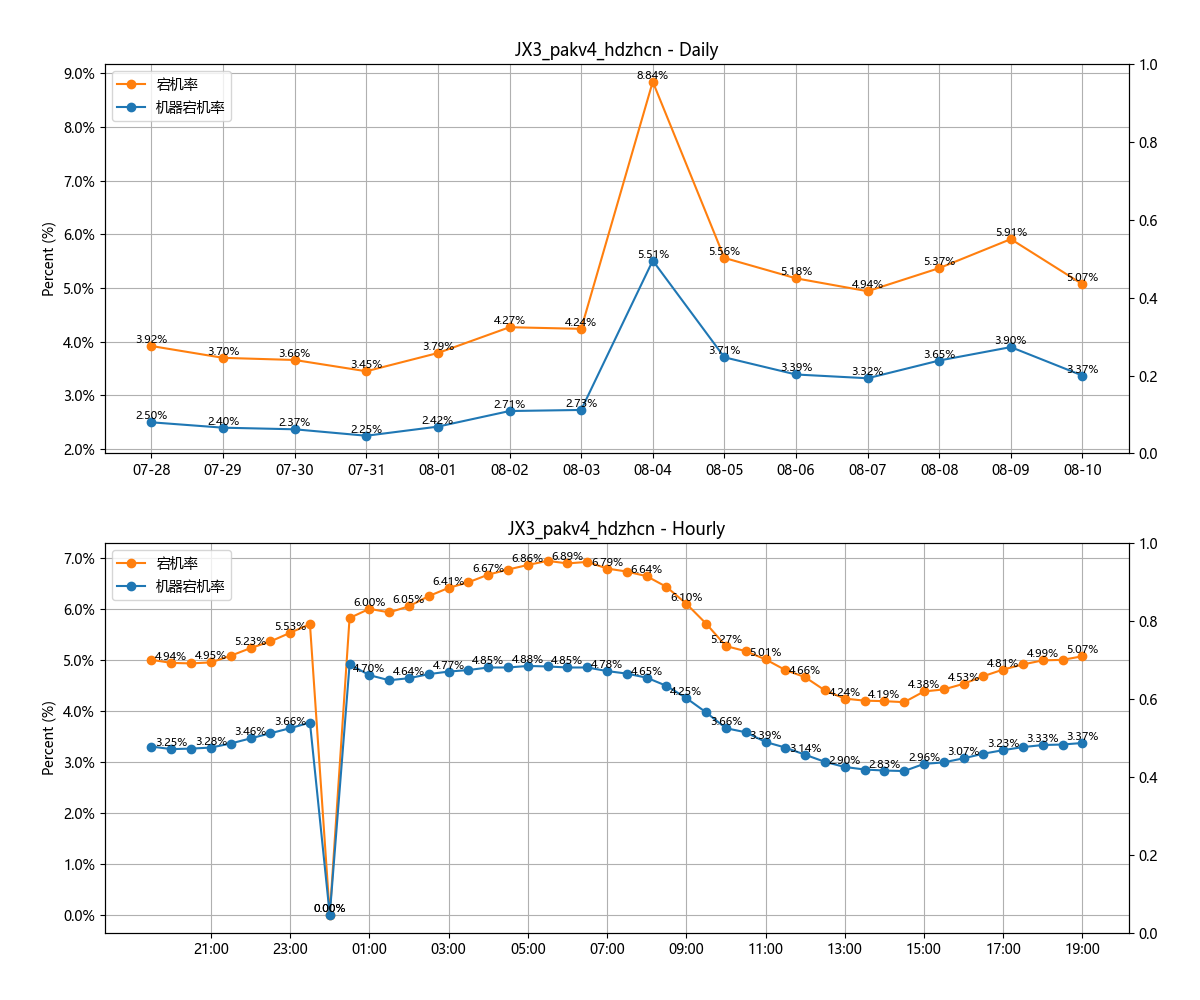 JX3_pakv4_hdzhcn - Daily
宕机率
机器宕机率
Percent (%)
9.0%
8.0%
7.0%
6.0%
5.0%
4.0%
3.0%
2.0%
1.0
0.8
0.6
0.4
0.2
0.0
3.92% 3.70% 3.66% 3.45% 3.79% 4.27% 4.24% 8.84% 5.56% 5.18% 4.94% 5.37% 5.91% 5.07%
2.50% 2.40% 2.37% 2.25% 2.42% 2.71% 2.73% 5.51% 3.71% 3.39% 3.32% 3.65% 3.90% 3.37%
07-28 07-29 07-30 07-31 08-01 08-02 08-03 08-04 08-05 08-06 08-07 08-08 08-09 08-10
JX3_pakv4_hdzhcn - Hourly
宕机率
机器宕机率
Percent (%)
7.0%
6.0%
5.0%
4.0%
3.0%
2.0%
1.0%
0.0%
1.0
0.8
0.6
0.4
0.2
0.0
4.94% 4.95% 5.23% 5.53% 0.00% 6.00% 6.05% 6.41% 6.67% 6.86% 6.89% 6.79% 6.64% 6.10% 5.27% 5.01% 4.66% 4.24% 4.19% 4.38% 4.53% 4.81% 4.99% 5.07%
3.25% 3.28% 3.46% 3.66% 0.00% 4.70% 4.64% 4.77% 4.85% 4.88% 4.85% 4.78% 4.65% 4.25% 3.66% 3.39% 3.14% 2.90% 2.83% 2.96% 3.07% 3.23% 3.33% 3.37%
21:00 23:00 01:00 03:00 05:00 07:00 09:00 11:00 13:00 15:00 17:00 19:00